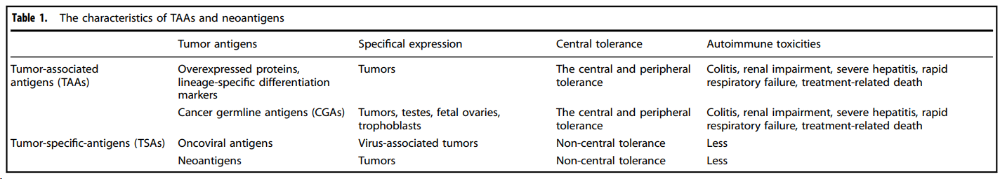 Table 1. The characteristics of TAAs and neoantigens
Tumor antigens Specifical expression Central tolerance Autoimmune toxicities
Tumor-associated Overexpressed proteins, Tumors The central and peripheral Colitis, renal impairment, severe hepatitis, rapid
antigens (TAAs) lineage-specific differentiation tolerance respiratory failure, treatment-related death
markers
Cancer germline antigens (CGAs) Tumors, testes, fetal ovaries, The central and peripheral Colitis, renal impairment, severe hepatitis, rapid
trophoblasts tolerance respiratory failure, treatment-related death
Tumor-specific-antigens (TSAs) Oncoviral antigens Virus-associated tumors Non-central tolerance Less
Neoantigens Tumors Non-central tolerance Less